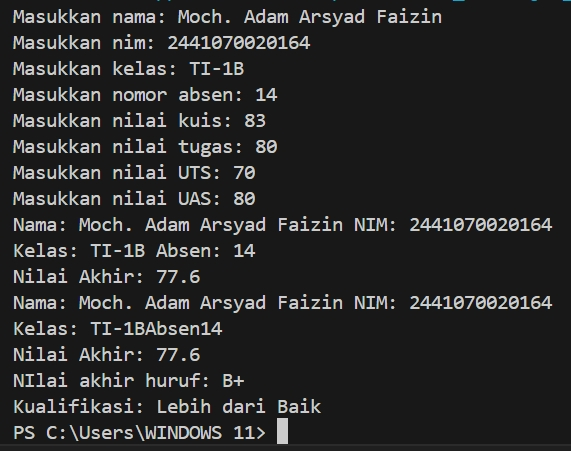 Masukkan nama: Moch. Adam Arsyad Faizin
Masukkan nim: 2441070020164
Masukkan kelas: TI-1B
Masukkan nomor absen: 14
Masukkan nilai kuis: 83
Masukkan nilai tugas: 80
Masukkan nilai UTS: 70
Masukkan nilai UAS: 80
Nama: Moch. Adam Arsyad Faizin NIM: 2441070020164
Kelas: TI-1B Absen: 14
Nilai Akhir: 77.6
Nama: Moch. Adam Arsyad Faizin NIM: 2441070020164
Kelas: TI-1BAbsen14
Nilai Akhir: 77.6
NIlai akhir huruf: B+
Kualifikasi: Lebih dari Baik
PS C:\Users\WINDOWS 11>